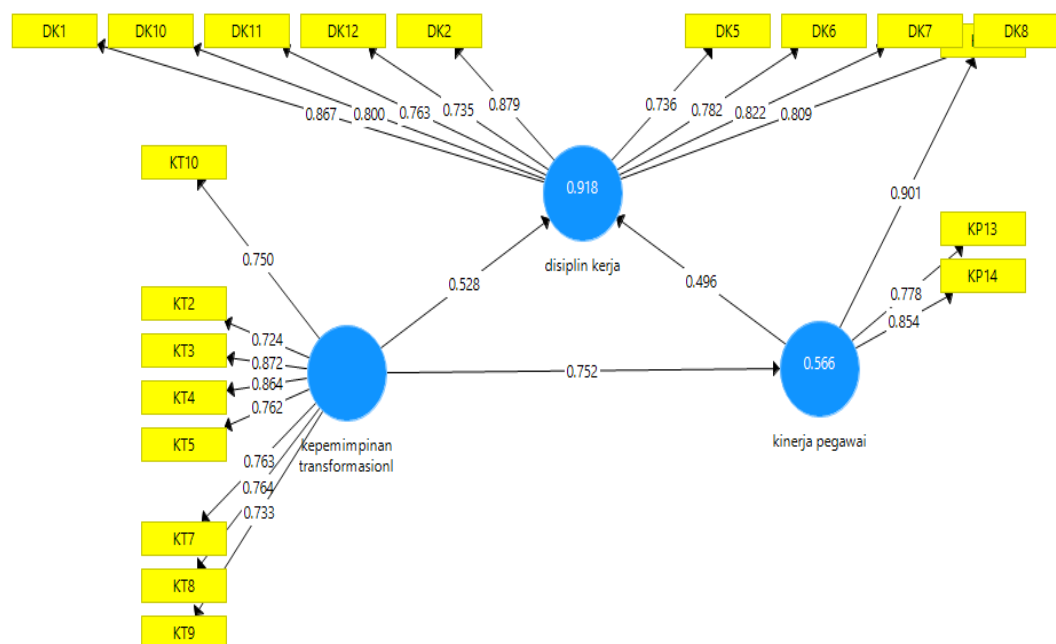 DK1
DK10
DK11
DK12
DK2
DK5
DK6
DK7
DK8
0.867
0.800
0.763
0.735
0.879
0.736
0.782
0.822
0.809
KT10
0.918
0.901
disiplin kerja
KP13
KP14
0.750
0.528
0.496
0.778
0.854
KT2
KT3
KT4
KT5
0.724
0.872
0.864
0.762
0.752
0.566
kepemimpinan
transformasionl
kinerja pegawai
0.763
0.764
0.733
KT7
KT8
KT9